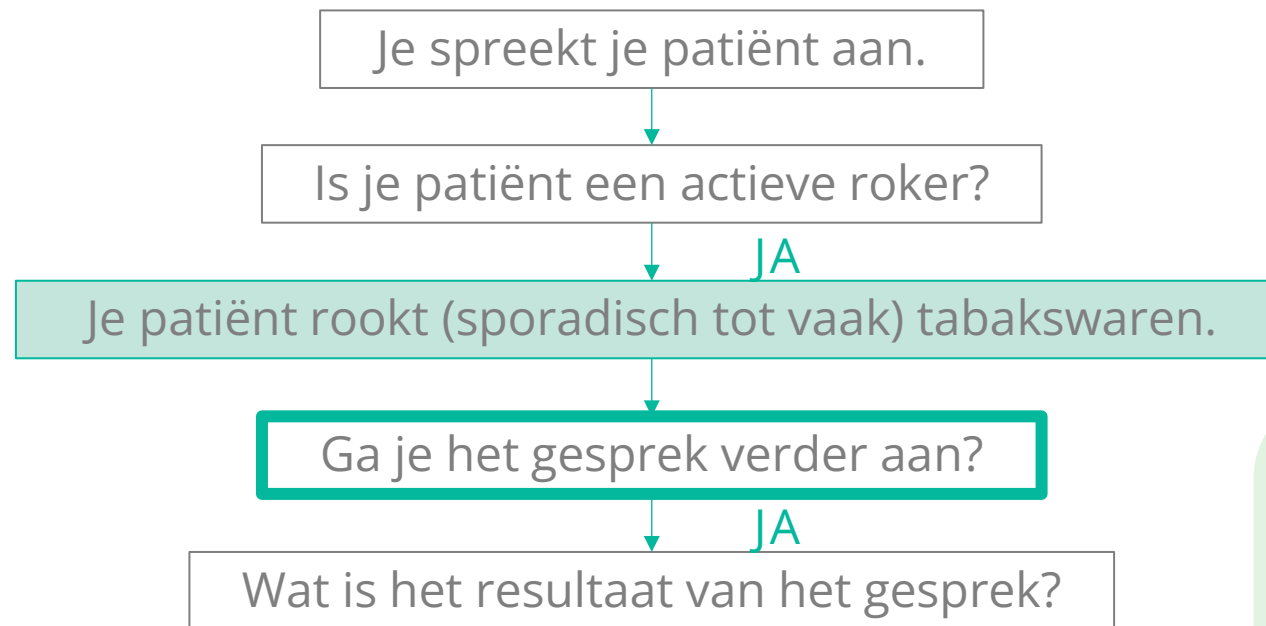 Je spreekt je patiënt aan.
Is je patiënt een actieve roker?
JA
Je patiënt rookt (sporadisch tot vaak) tabakswaren.
Ga je het gesprek verder aan?
JA
Wat is het resultaat van het gesprek?